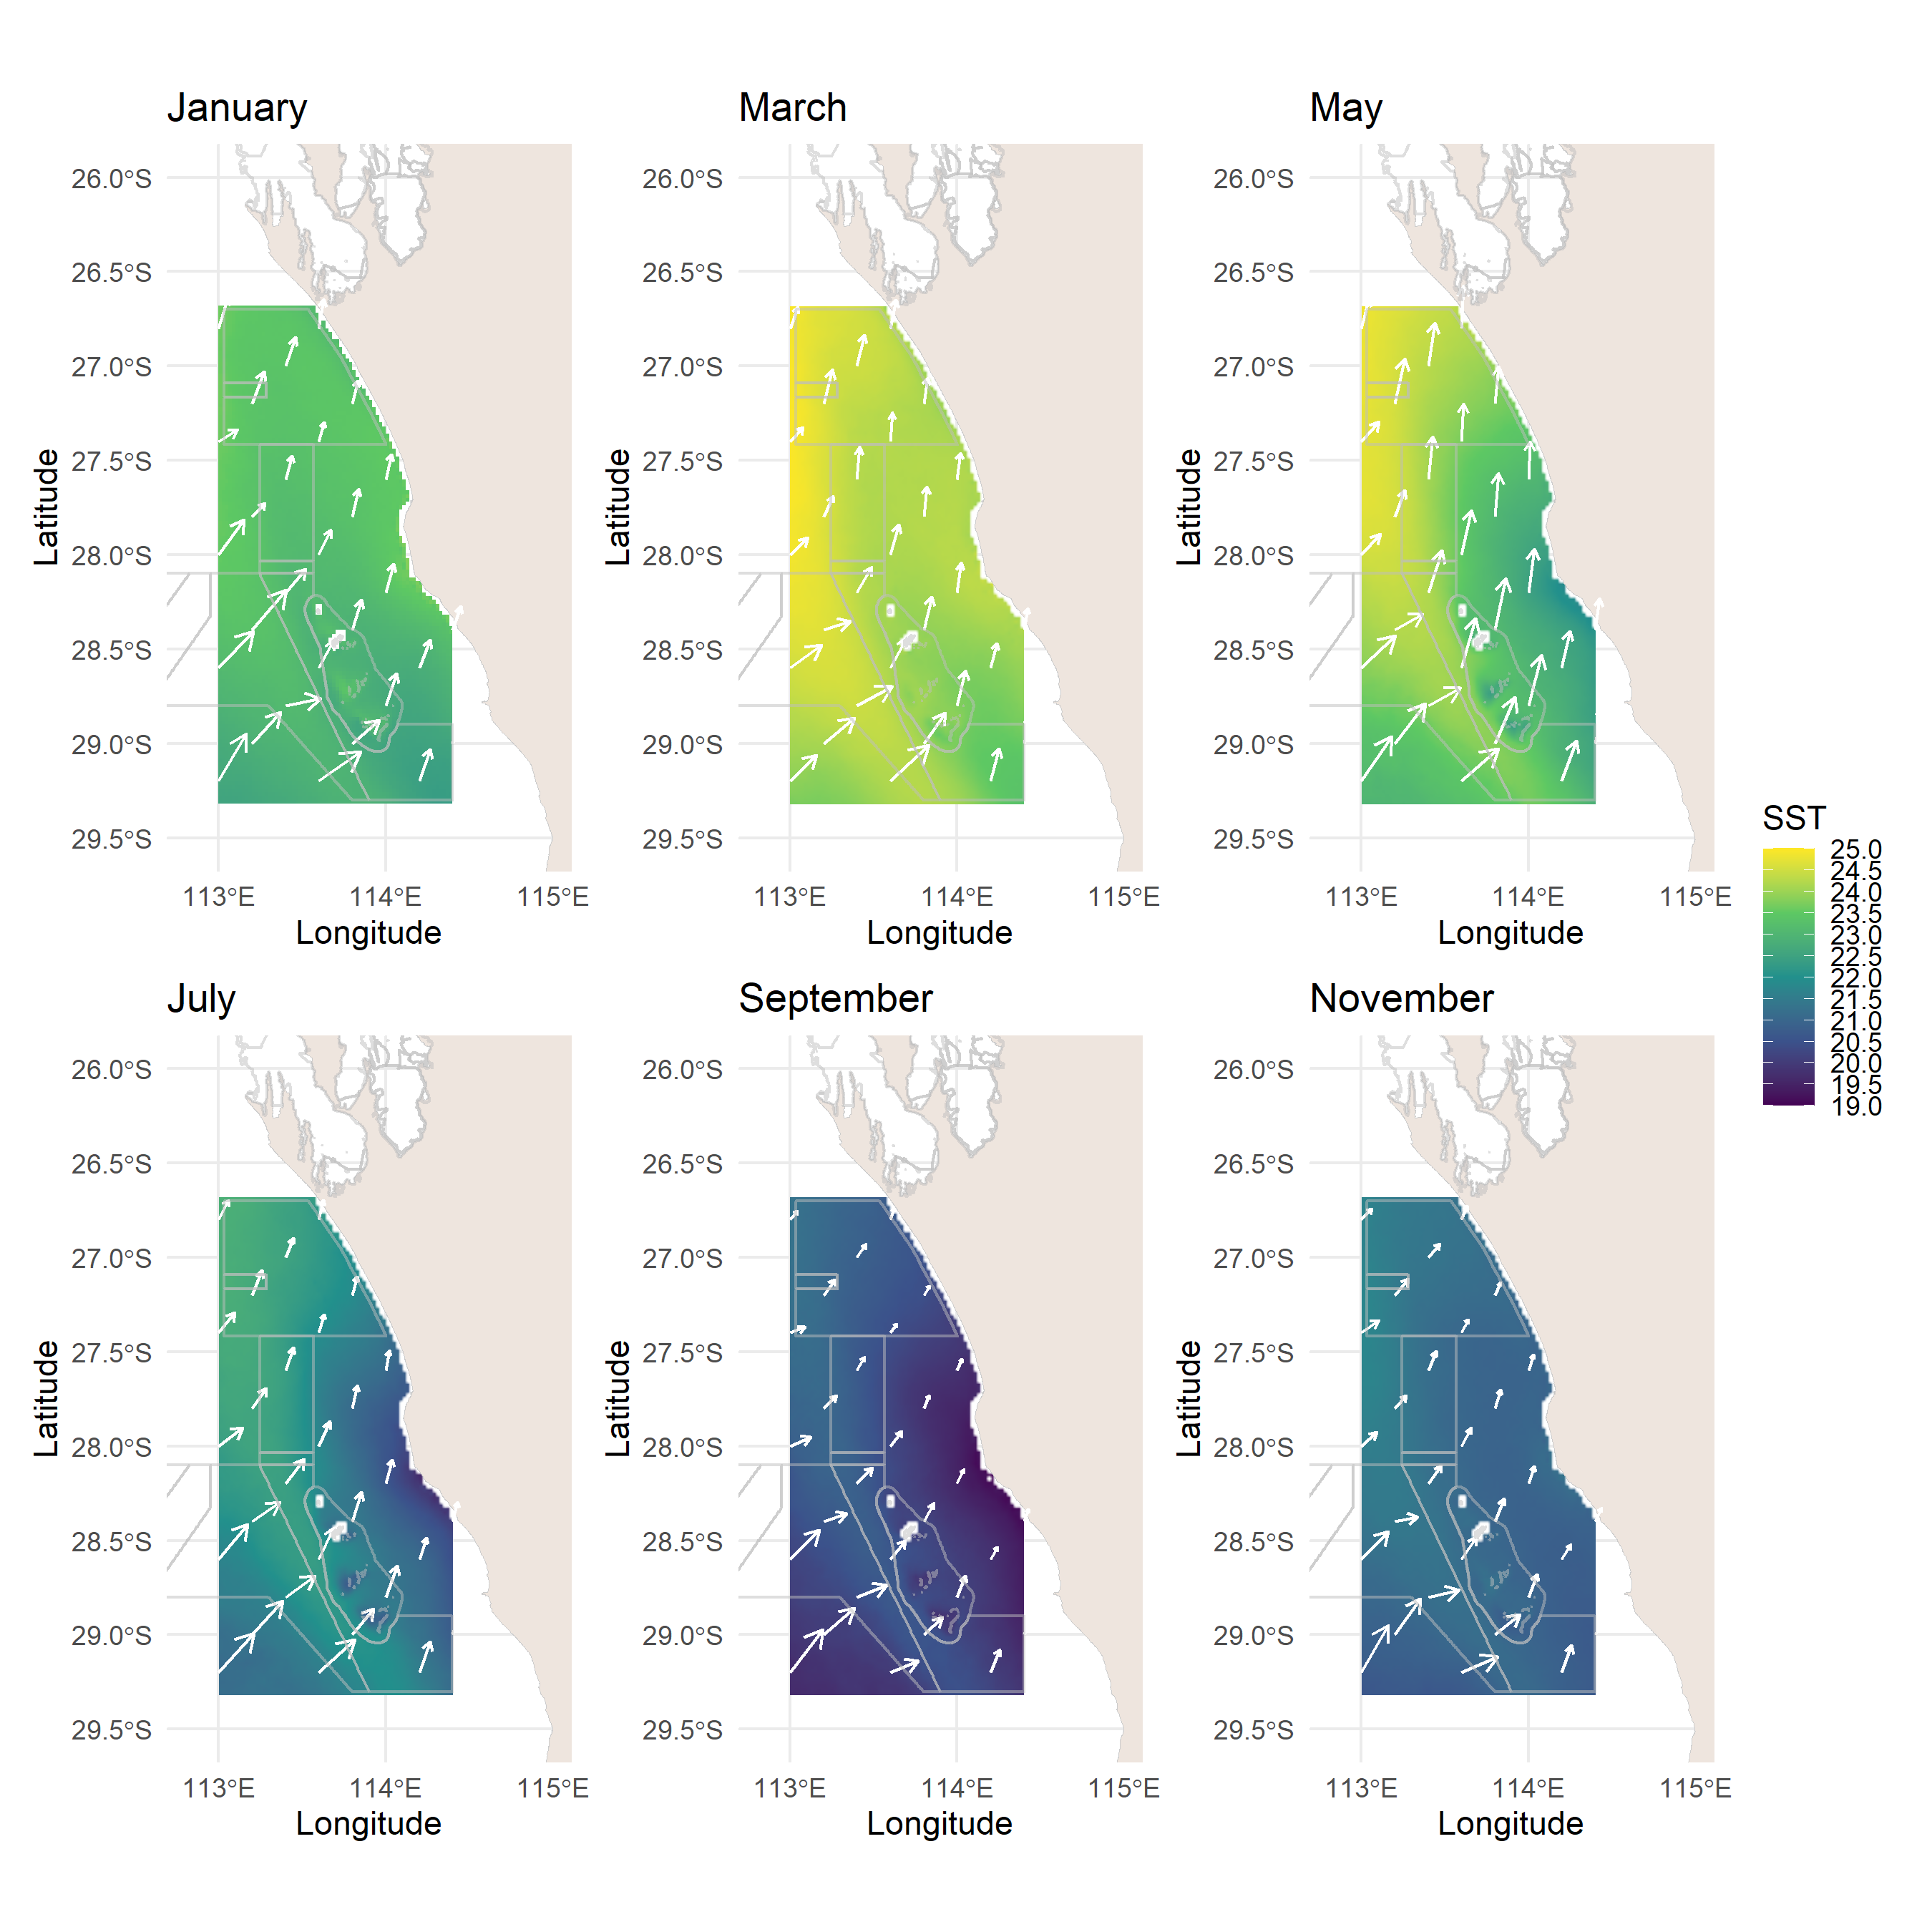 January March May
26.0°S 26.0°S 26.0°S
26.5°S 26.5°S 26.5°S
27.0°S 27.0°S 27.0°S
27.5°S 27.5°S 27.5°S
Latitude Latitude Latitude
28.0°S 28.0°S 28.0°S
28.5°S 28.5°S 28.5°S
29.0°S 29.0°S 29.0°S
29.5°S 29.5°S 29.5°S
113°E 114°E 115°E 113°E 114°E 115°E 113°E 114°E 115°E
Longitude Longitude Longitude
SST
25.0
24.5
24.0
23.5
23.0
22.5
22.0
21.5
21.0
20.5
20.0
19.5
19.0
July September November
26.0°S 26.0°S 26.0°S
26.5°S 26.5°S 26.5°S
27.0°S 27.0°S 27.0°S
27.5°S 27.5°S 27.5°S
Latitude Latitude Latitude
28.0°S 28.0°S 28.0°S
28.5°S 28.5°S 28.5°S
29.0°S 29.0°S 29.0°S
29.5°S 29.5°S 29.5°S
113°E 114°E 115°E 113°E 114°E 115°E 113°E 114°E 115°E
Longitude Longitude Longitude